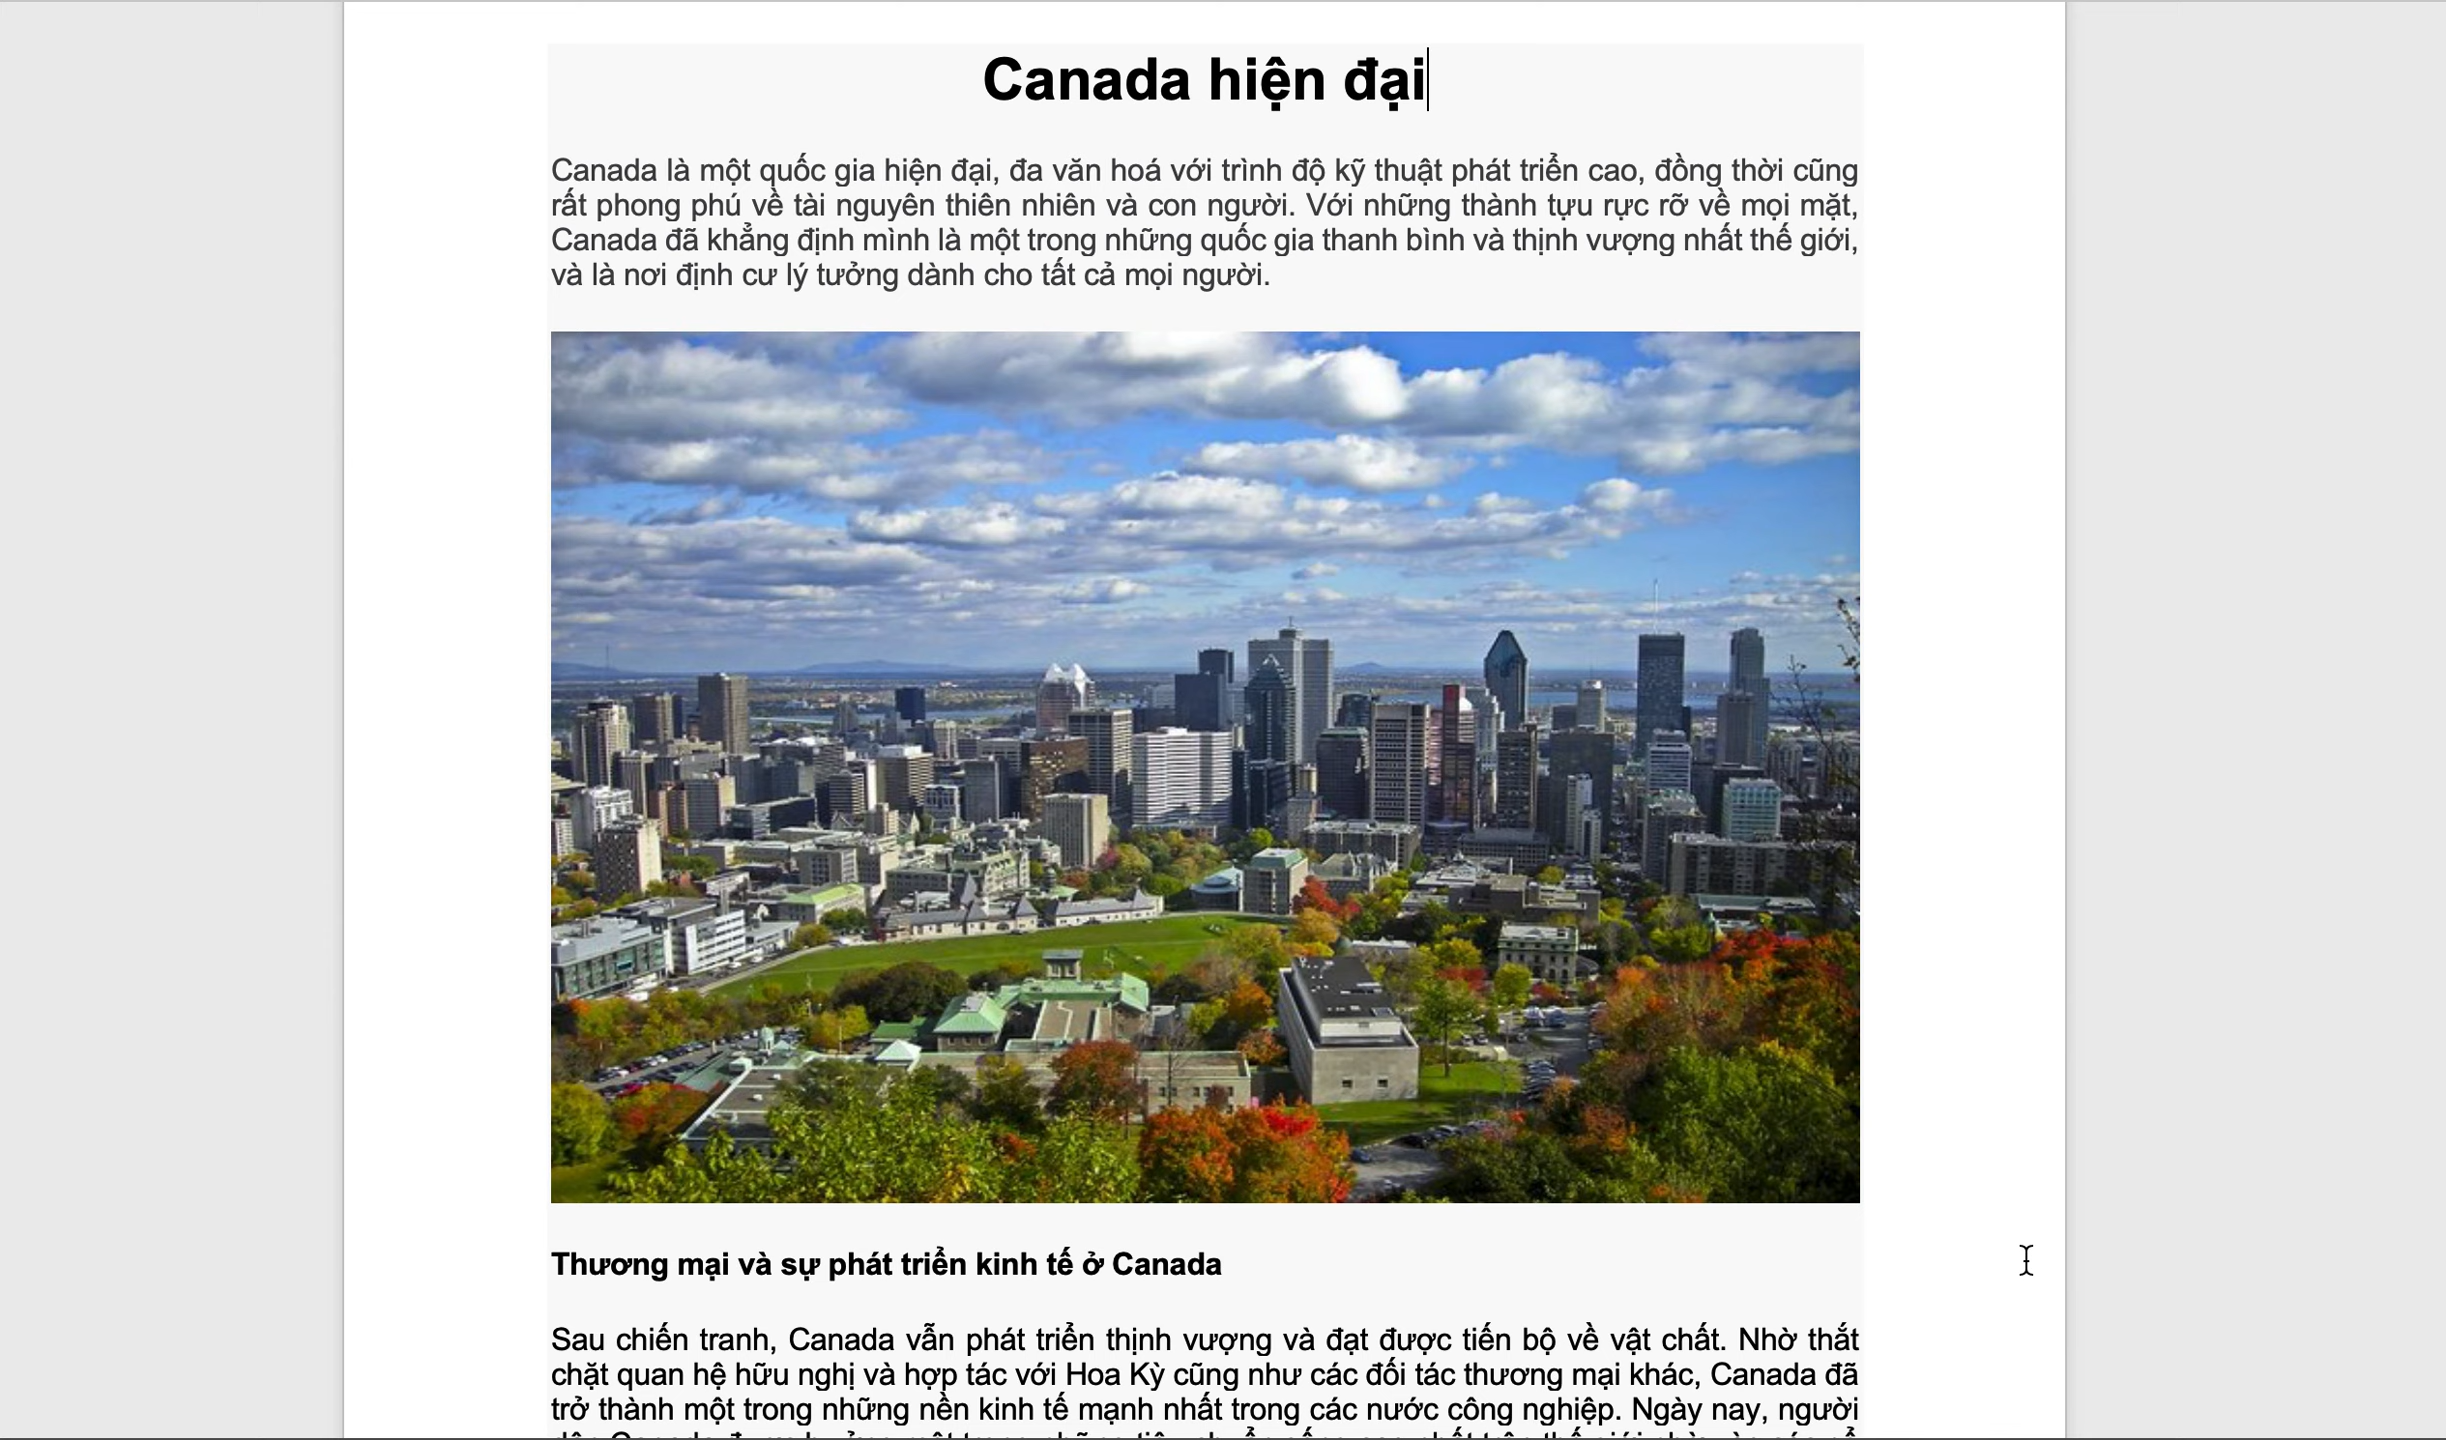 Canada hiện đại
Canada là một quốc gia hiện đại, đa văn hoá với trình độ kỹ thuật phát triển cao, đồng thời cũng
rất phong phú về tài nguyên thiên nhiên và con người. Với những thành tựu rực rỡ về mọi mặt,
Canada đã khẳng định mình là một trong những quốc gia thanh bình và thịnh vượng nhất thế giới,
và là nơi định cư lý tưởng dành cho tất cả mọi người.
Thương mại và sự phát triển kinh tế ở Canada
Sau chiến tranh, Canada vẫn phát triển thịnh vượng và đạt được tiến bộ về vật chất. Nhờ thắt
chặt quan hệ hữu nghị và hợp tác với Hoa Kỳ cũng như các đối tác thương mại khác, Canada đã
trở thành một trong những nền kinh tế mạnh nhất trong các nước công nghiệp. Ngày nay, người